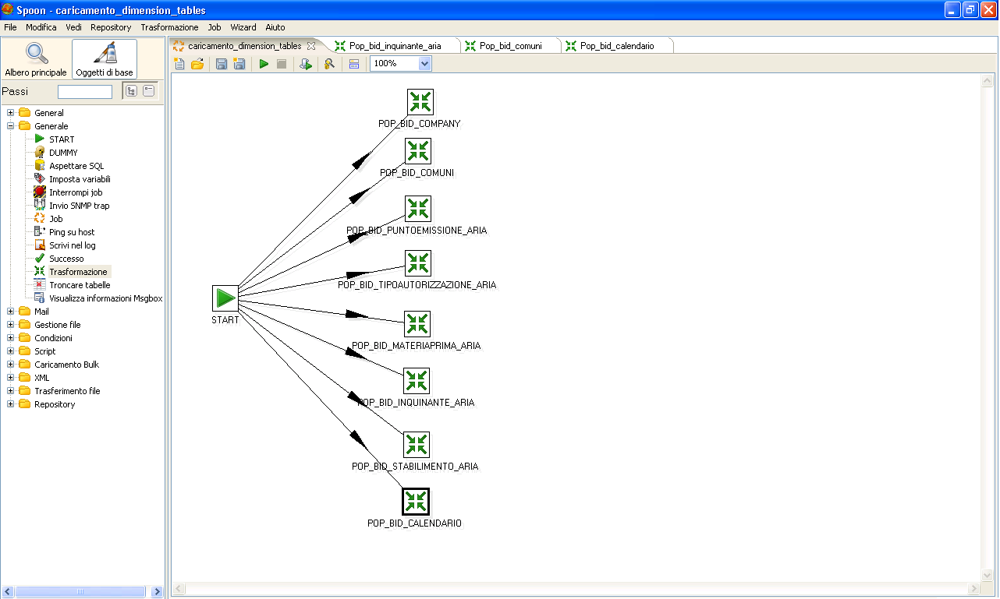 Spoon - caricamento_dimension_tables
File Modifica Vedi Repository Trasformazione Job Wizard Aiuto
Albero principale
Oggetti di base
Passi
General
Generale
START
DUMMY
Aspettare SQL
Imposta variabili
Interrompi job
Invio SNMP trap
Job
Ping su host
Scrivi nel log
Successo
Trasformazione
Troncare tabelle
Visualizza informazioni Msgbox
Mail
Gestione file
Condizioni
Script
Caricamento Bulk
XML
Trasferimento file
Repository
caricamento_dimension_tables Pop_bid_inquinante_aria Pop_bid_comuni Pop_bid_calendario
100%
POP_BID_COMPANY
POP_BID_COMUNI
POP_BID_PUNTOEMISSIONE_ARIA
POP_BID_TIPOAUTORIZZAZIONE_ARIA
START
POP_BID_MATERIAPRIMA_ARIA
POP_BID_INQUINANTE_ARIA
POP_BID_STABILIMENTO_ARIA
POP_BID_CALENDARIO